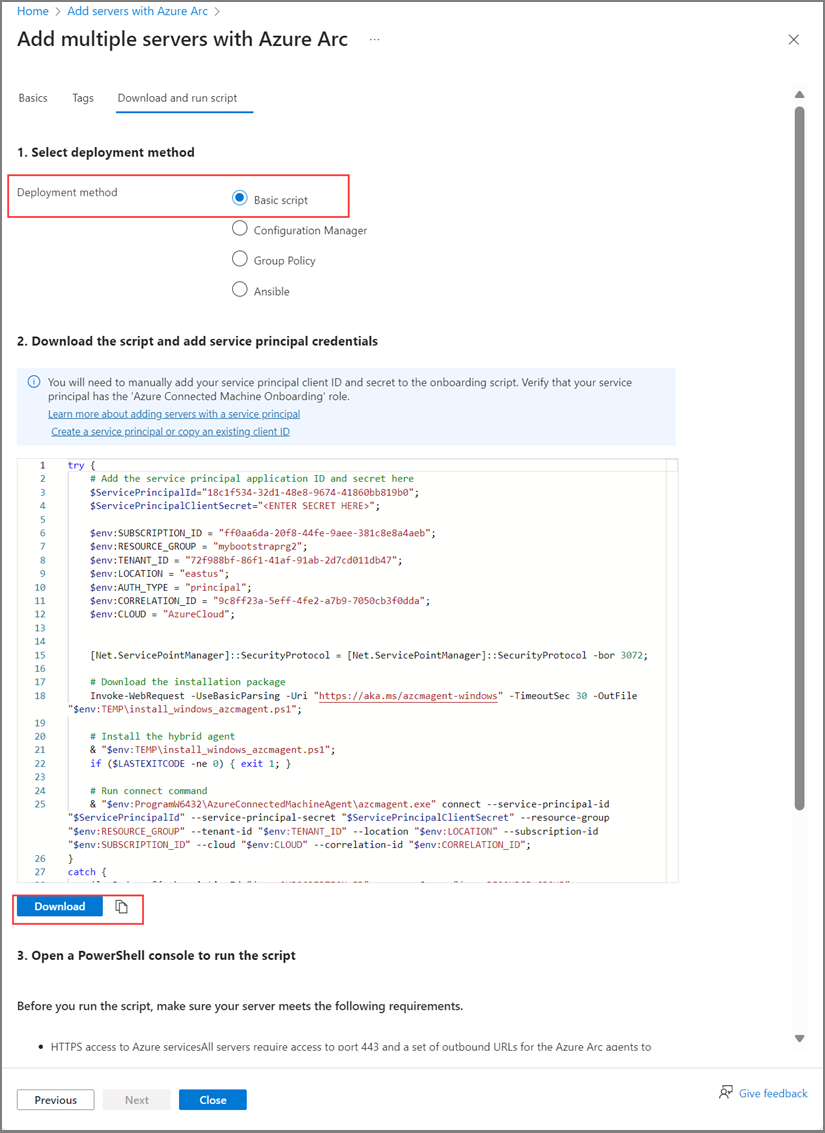 Home > Add servers with Azure Arc >
Add multiple servers with Azure Arc ...
Basics Tags Download and run script
1. Select deployment method
Deployment method
Basic script
Configuration Manager
Group Policy
Ansible
2. Download the script and add service principal credentials
You will need to manually add your service principal client ID and secret to the onboarding script. Verify that your service
principal has the 'Azure Connected Machine Onboarding' role.
Learn more about adding servers with a service principal
Create a service principal or copy an existing client ID
1 try {
2 # Add the service principal application ID and secret here
3 $ServicePrincipalId="18c1f534-32d1-48e8-9674-41860bb819b0";
4 $ServicePrincipalClientSecret="<ENTER SECRET HERE>";
5
6 $env:SUBSCRIPTION_ID = "ff0aa6da-20f8-44fe-9aee-381c8e8a4aeb";
7 $env:RESOURCE_GROUP = "mybootstraprg2";
8 $env:TENANT_ID = "72f988bf-86f1-41af-91ab-2d7cd011db47";
9 $env:LOCATION = "eastus";
10 $env:AUTH_TYPE = "principal";
11 $env:CORRELATION_ID = "9c8ff23a-5eff-4fe2-a7b9-7050cb3f0dda";
12 $env:CLOUD = "AzureCloud";
13
14
15 [Net.ServicePointManager]::SecurityProtocol = [Net.ServicePointManager]::SecurityProtocol -bor 3072;
16
17 # Download the installation package
18 Invoke-WebRequest -UseBasicParsing -Uri "https://aka.ms/azcmagent-windows" -TimeoutSec 30 -OutFile
"$env:TEMP\install_windows_azcmagent.ps1";
19
20 # Install the hybrid agent
21 & "$env:TEMP\install_windows_azcmagent.ps1";
22 if ($LASTEXITCODE -ne 0) { exit 1; }
23
24 # Run connect command
25 & "$env:ProgramW6432\AzureConnectedMachineAgent\azcmagent.exe" connect --service-principal-id
"$ServicePrincipalId" --service-principal-secret "$ServicePrincipalClientSecret" --resource-group
"$env:RESOURCE_GROUP" --tenant-id "$env:TENANT_ID" --location "$env:LOCATION" --subscription-id
"$env:SUBSCRIPTION_ID" --cloud "$env:CLOUD" --correlation-id "$env:CORRELATION_ID";
26 }
27 catch {
Download
3. Open a PowerShell console to run the script
Before you run the script, make sure your server meets the following requirements.
• HTTPS access to Azure servicesAll servers require access to port 443 and a set of outbound URLs for the Azure Arc agents to
Previous Next Close Give feedback